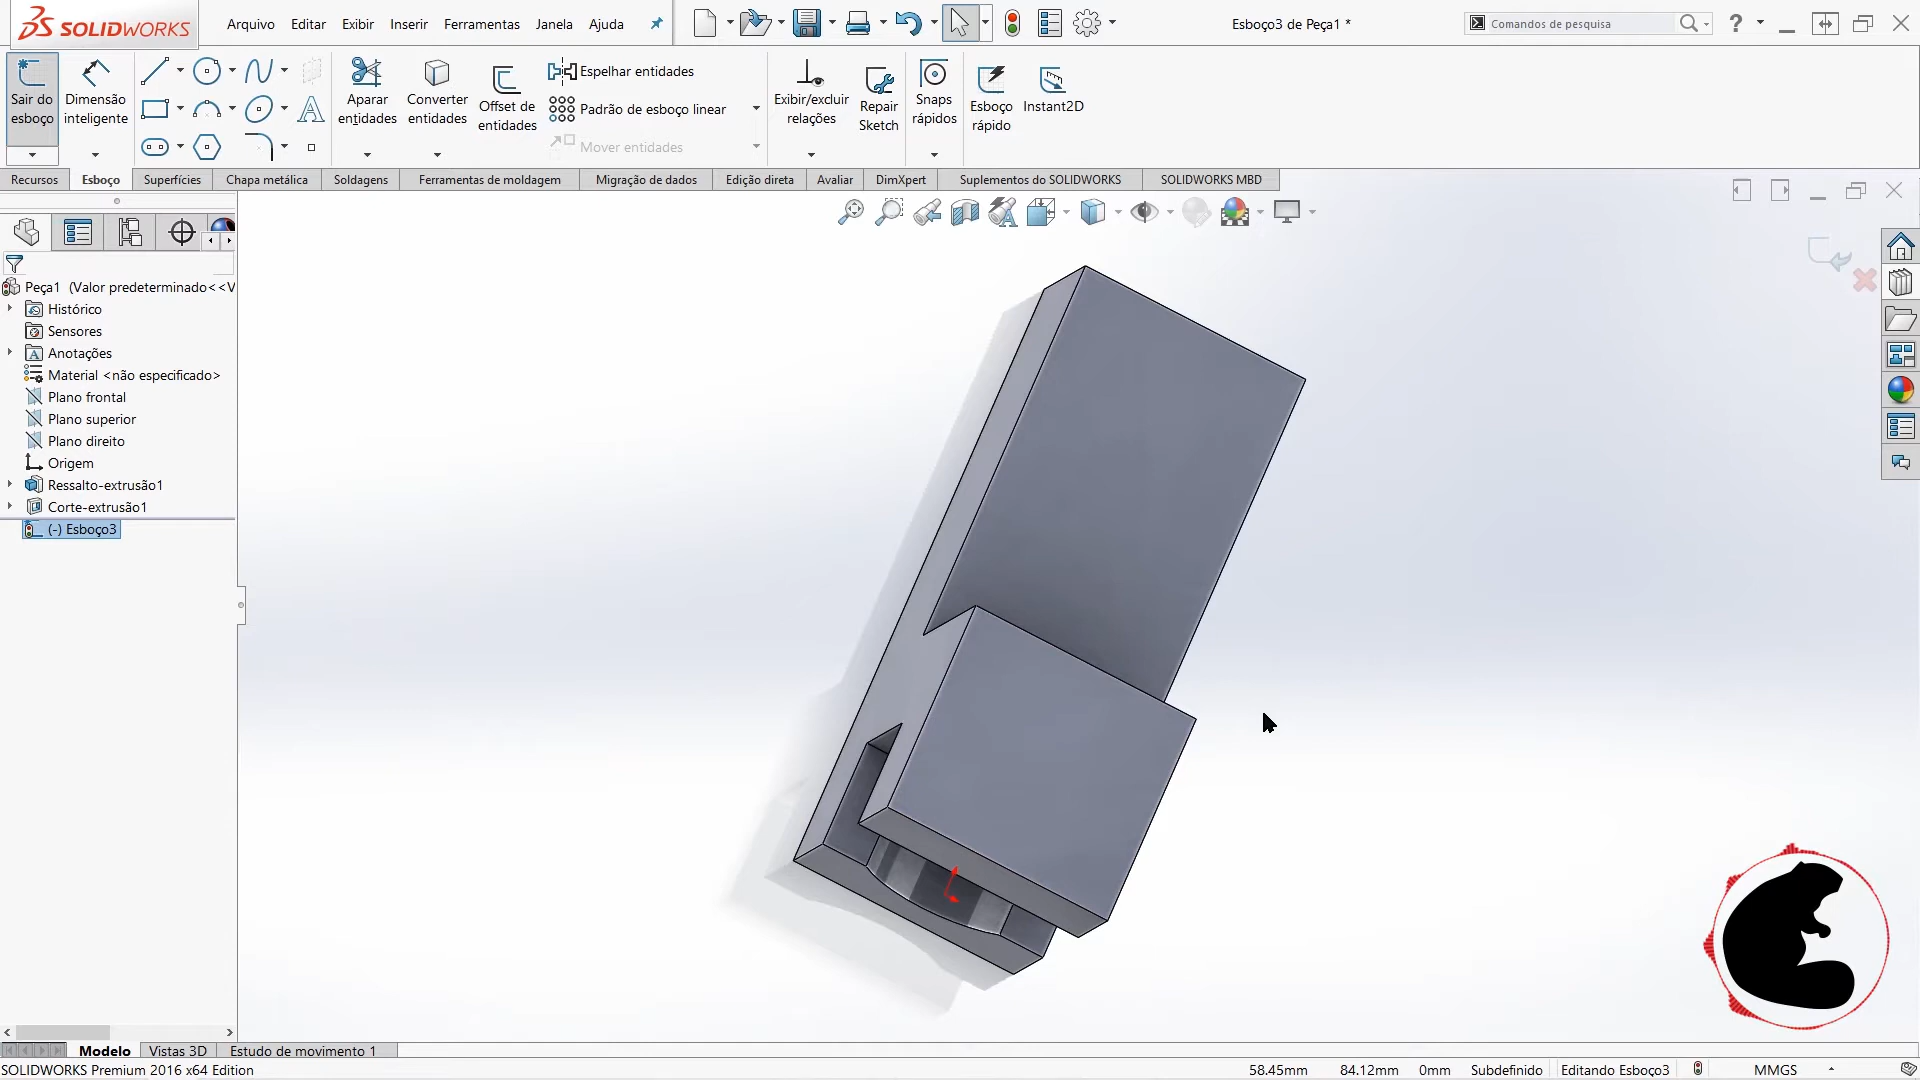 SOLIDWORKS
Arquivo
Editar
Exibir
Inserir
Ferramentas
Janela
Ajuda
Esboço3 de Peça1 *
Comandos de pesquisa
?
Sair do
esboço
Dimensão
inteligente
Aparar
entidades
Converter
entidades
Offset de
entidades
Espelhar entidades
Padrão de esboço linear
Mover entidades
Exibir/excluir
relações
Repair
Sketch
Snaps
rápidos
Esboço
rápido
Instant2D
Recursos
Esboço
Superfícies
Chapa metálica
Soldagens
Ferramentas de moldagem
Migração de dados
Edição direta
Avaliar
DimXpert
Suplementos do SOLIDWORKS
SOLIDWORKS MBD
Peça1 (Valor predeterminado<<V
Histórico
Sensores
Anotações
Material <não especificado>
Plano frontal
Plano superior
Plano direito
Origem
Ressalto-extrusão1
Corte-extrusão1
(-) Esboço3
Modelo
Vistas 3D
Estudo de movimento 1
SOLIDWORKS Premium 2016 x64 Edition
58.45mm
84.12mm
0mm
Subdefinido
Editando Esboço3
MMGS